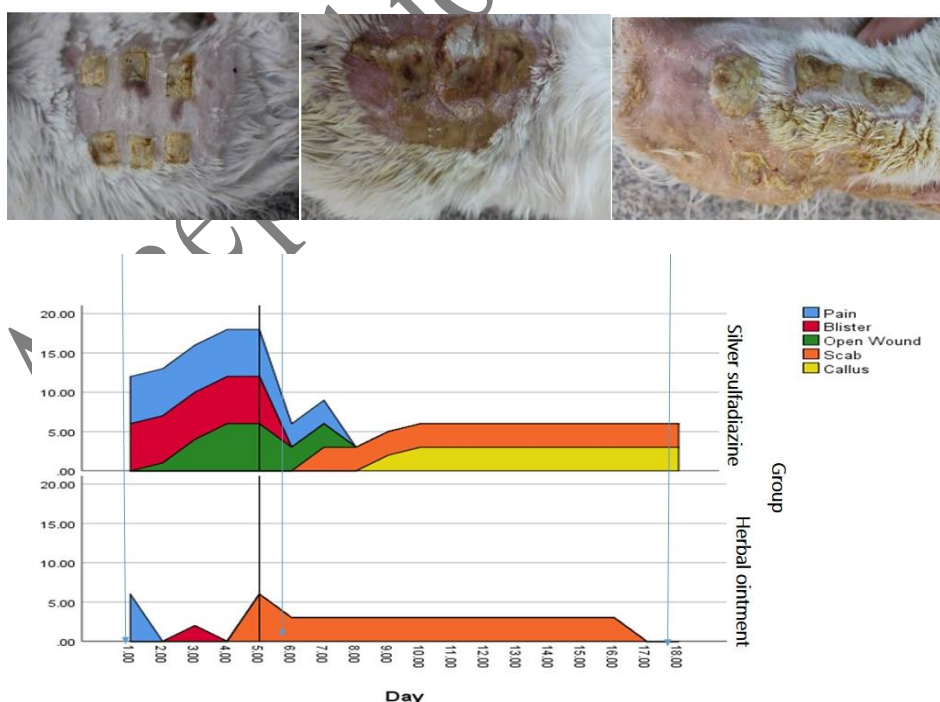 20.00
15.00
10.00
5.00
.00
Silver sulfadiazine
Pain
Blister
Open Wound
Scab
Callus
Group
20.00
15.00
10.00
5.00
.00
Herbal ointment
1.00 2.00 3.00 4.00 5.00 6.00 7.00 8.00 9.00 10.00 11.00 12.00 13.00 14.00 15.00 16.00 17.00 18.00
Day